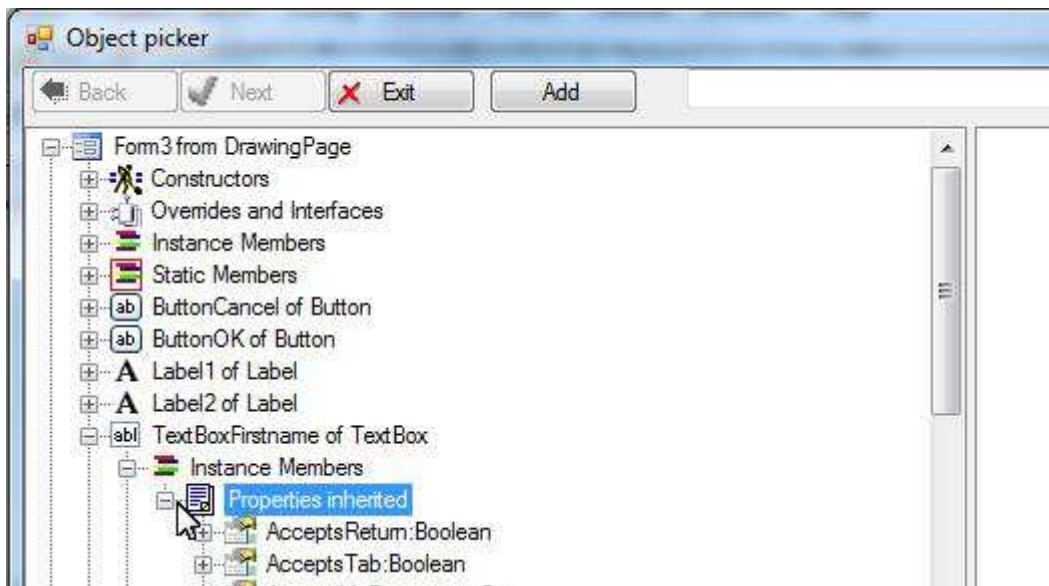 Object picker
Back Next Exit Add
Form3 from DrawingPage
Constructors
Overrides and Interfaces
Instance Members
Static Members
ab ButtonCancel of Button
ab ButtonOK of Button
A Label1 of Label
A Label2 of Label
abl TextBoxFirstname of TextBox
Instance Members
Properties inherited
AcceptsReturn:Boolean
AcceptsTab:Boolean